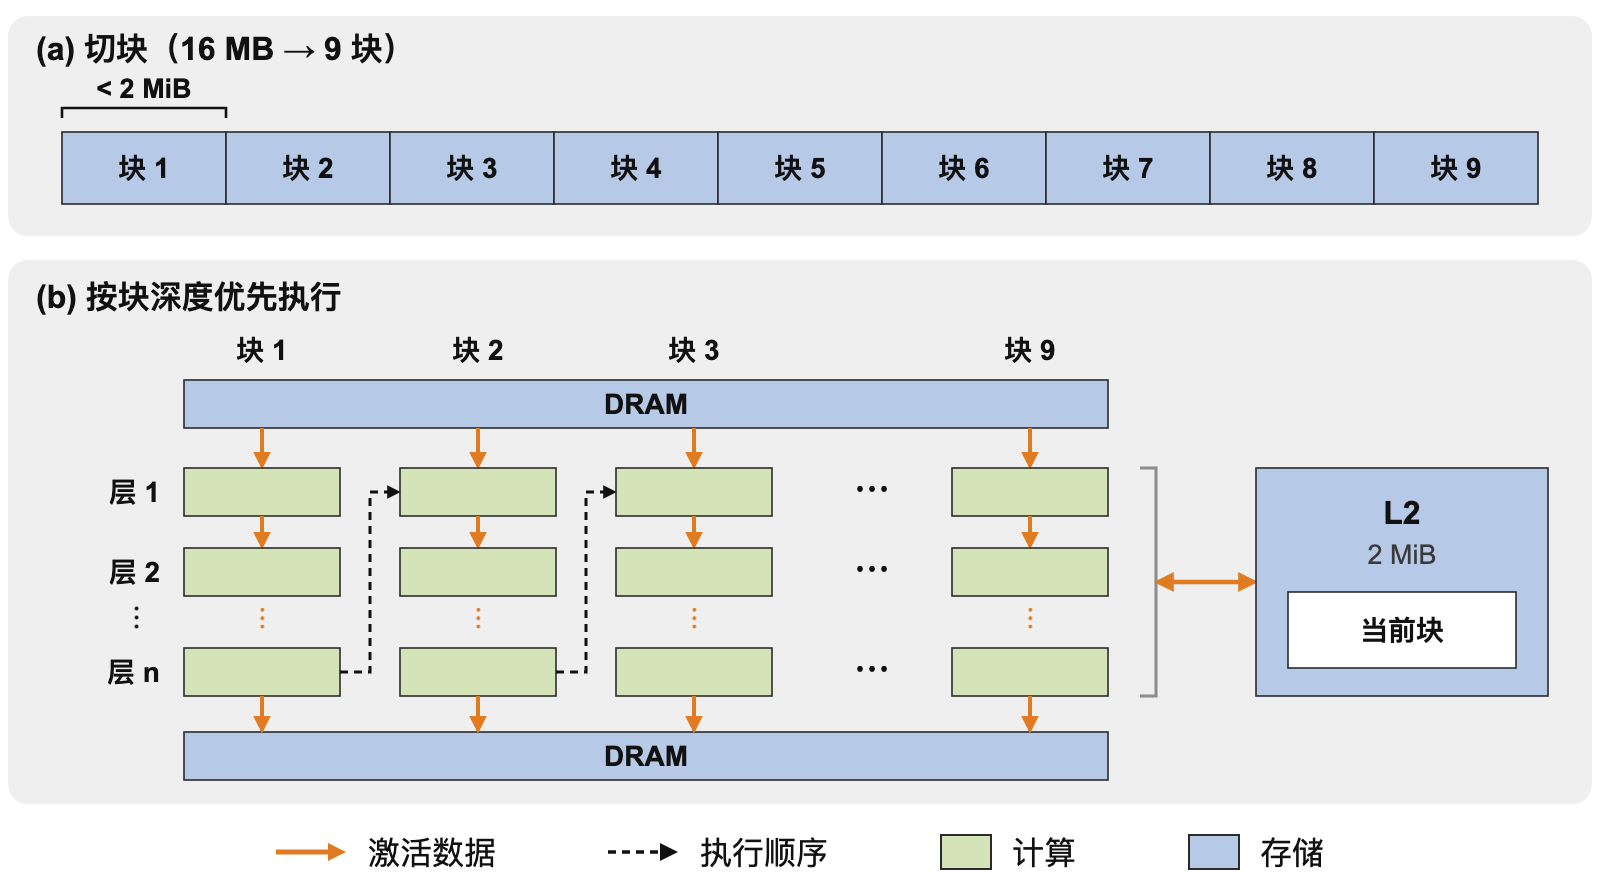 (a) 切块（16 MB → 9 块）
< 2 MiB
块 1 块 2 块 3 块 4 块 5 块 6 块 7 块 8 块 9
(b) 按块深度优先执行
块 1 块 2 块 3 块 9
DRAM
层 1 ···
层 2 ···
⋮
层 n ···
DRAM
L2
2 MiB
当前块
激活数据 执行顺序 计算 存储